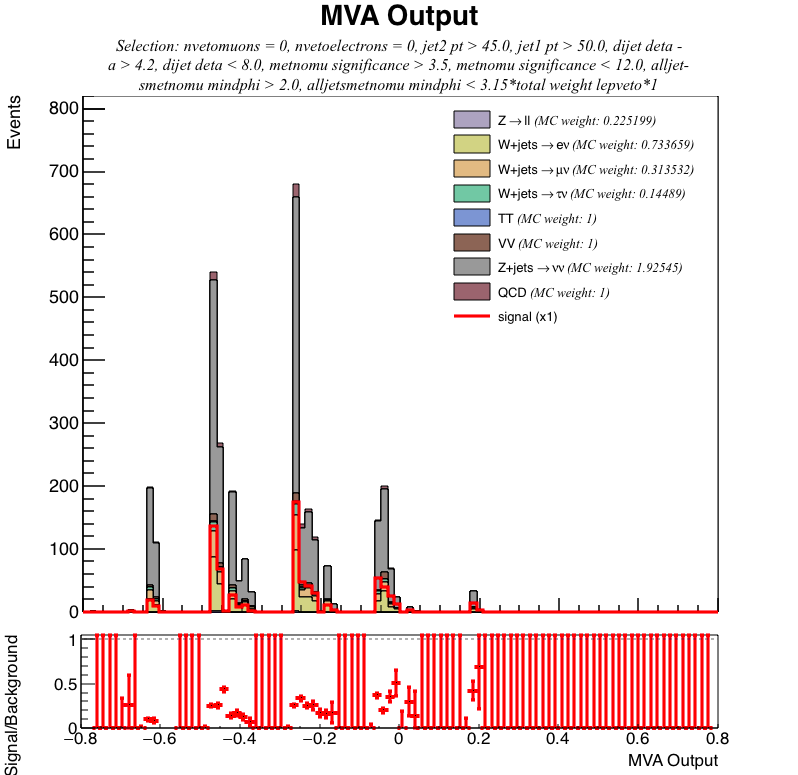 MVA Output
Selection: nvetomuons = 0, nvetoelectrons = 0, jet2 pt > 45.0, jet1 pt > 50.0, dijet deta -
a > 4.2, dijet deta < 8.0, metnomu significance > 3.5, metnomu significance < 12.0, alljet-
smetnomu mindphi > 2.0, alljetsmetnomu mindphi < 3.15*total weight lepveto*1
Events
800
700
600
500
400
300
200
100
0
Z→ll (MC weight: 0.225199)
W+jets→eν (MC weight: 0.733659)
W+jets→μν (MC weight: 0.313532)
W+jets→τν (MC weight: 0.14489)
TT (MC weight: 1)
VV (MC weight: 1)
Z+jets→νν (MC weight: 1.92545)
QCD (MC weight: 1)
signal (x1)
Signal/Background
1
0.5
0
−0.8 −0.6 −0.4 −0.2 0 0.2 0.4 0.6 0.8
MVA Output